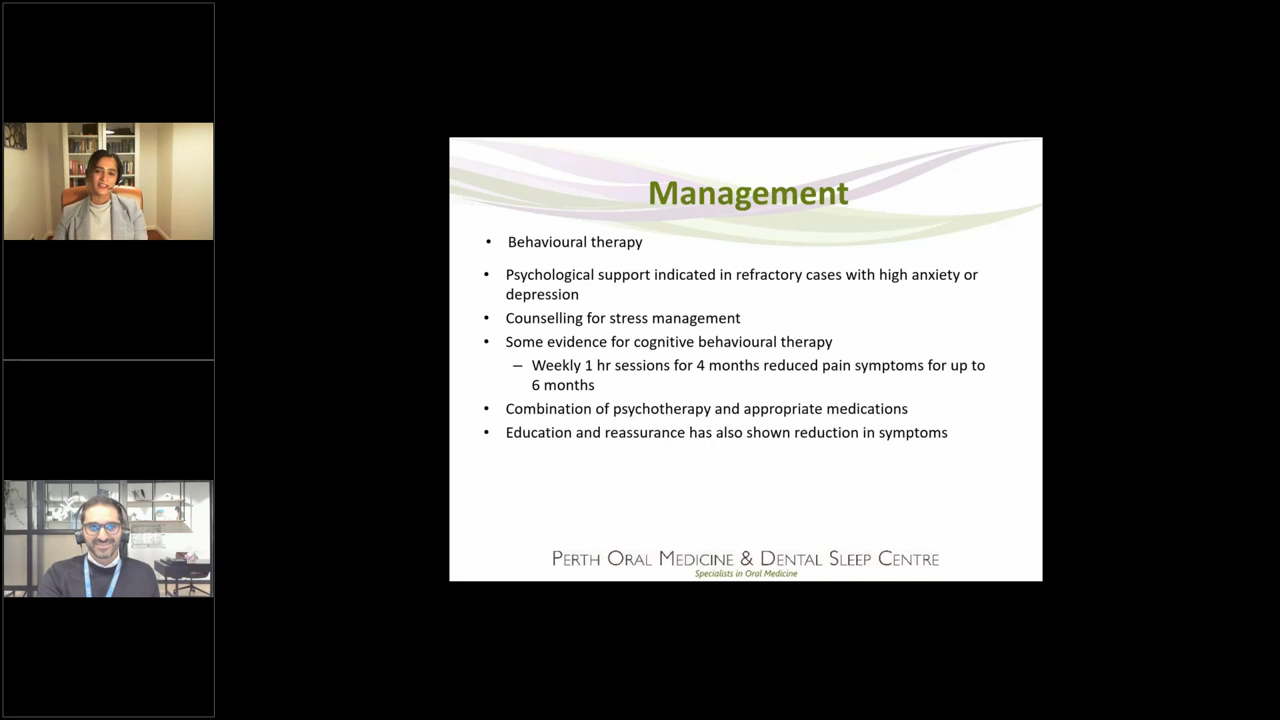 Management
• Behavioural therapy
• Psychological support indicated in refractory cases with high anxiety or
depression
• Counselling for stress management
• Some evidence for cognitive behavioural therapy
– Weekly 1 hr sessions for 4 months reduced pain symptoms for up to
6 months
• Combination of psychotherapy and appropriate medications
• Education and reassurance has also shown reduction in symptoms
PERTH ORAL MEDICINE & DENTAL SLEEP CENTRE
Specialists in Oral Medicine